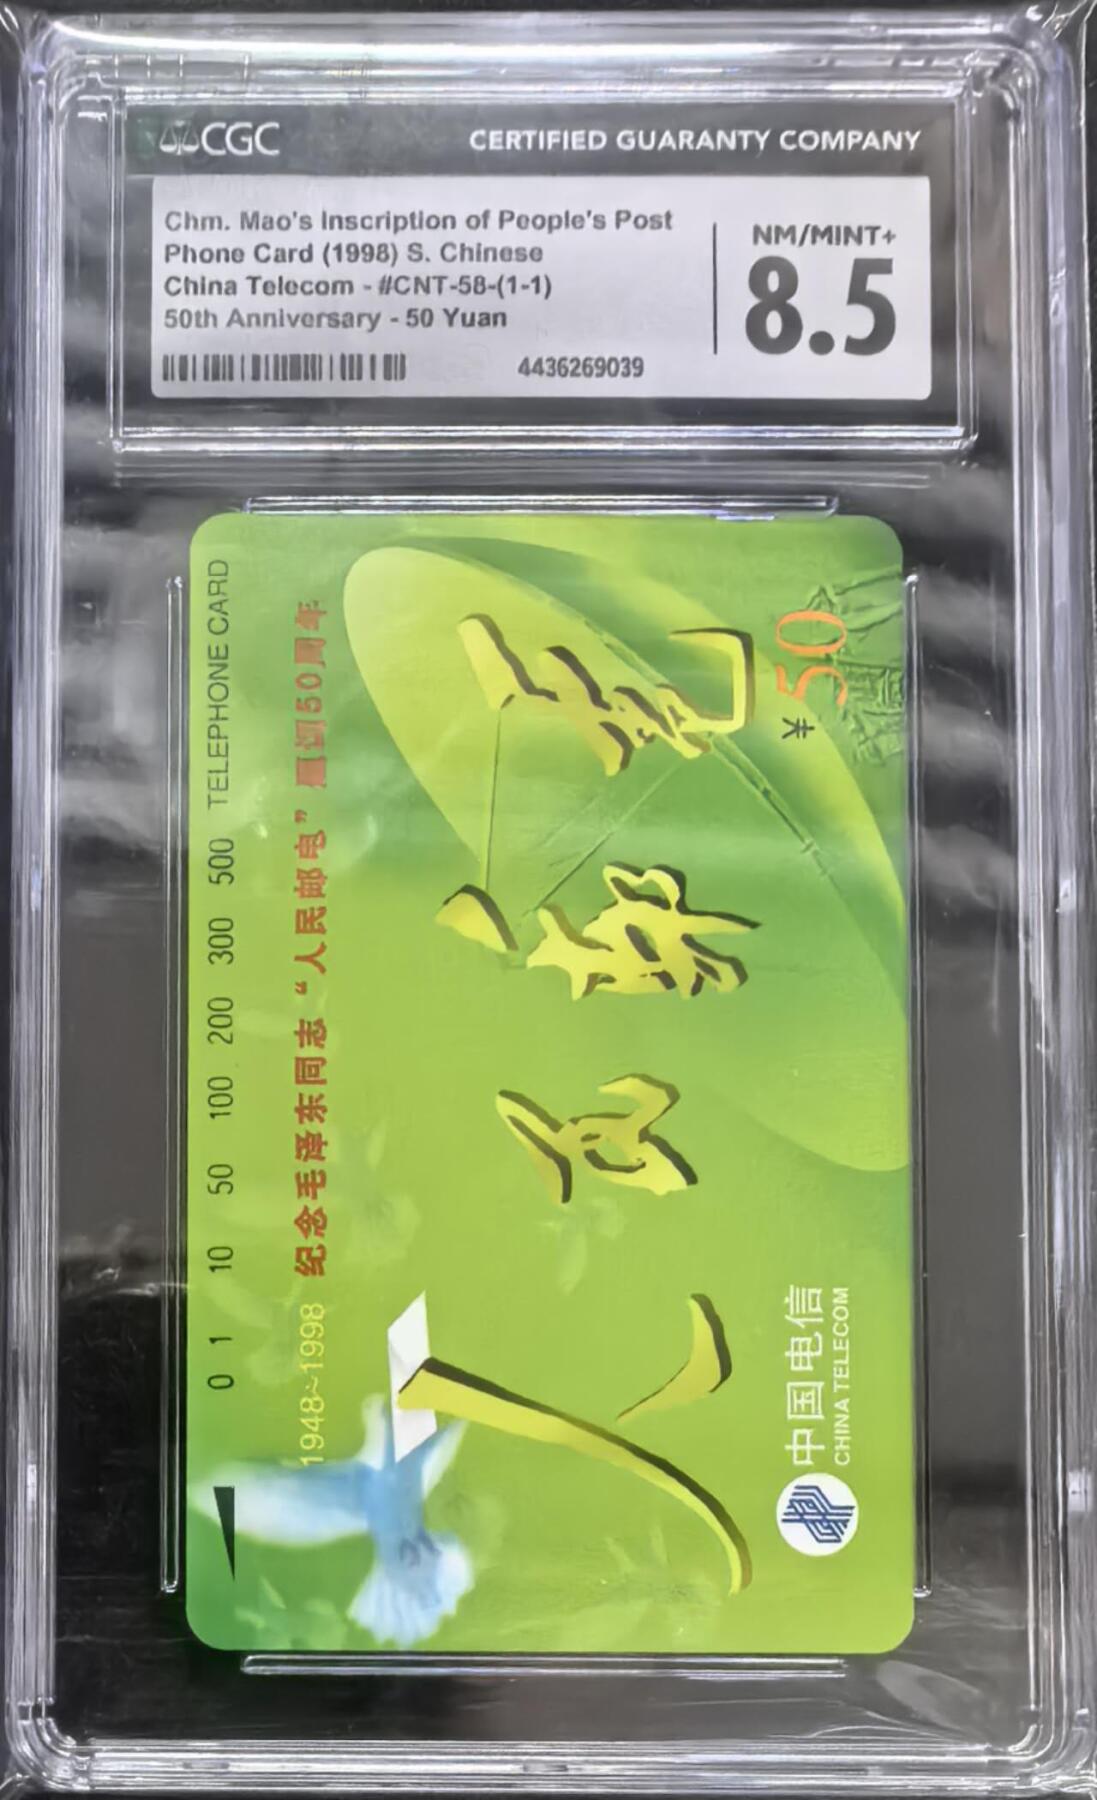 CGC
CERTIFIED GUARANTY COMPANY
Chm. Mao's Inscription of People's Post
Phone Card (1998) S. Chinese
China Telecom - #CNT-58-(1-1)
50th Anniversary - 50 Yuan
4436269039
NM/MINT+
8.5
0 1 10 50 100 200 300 500 TELEPHONE CARD
1948~1998 纪念毛泽东同志“人民邮电”题词50周年
人民邮电
¥50
中国电信
CHINA TELECOM